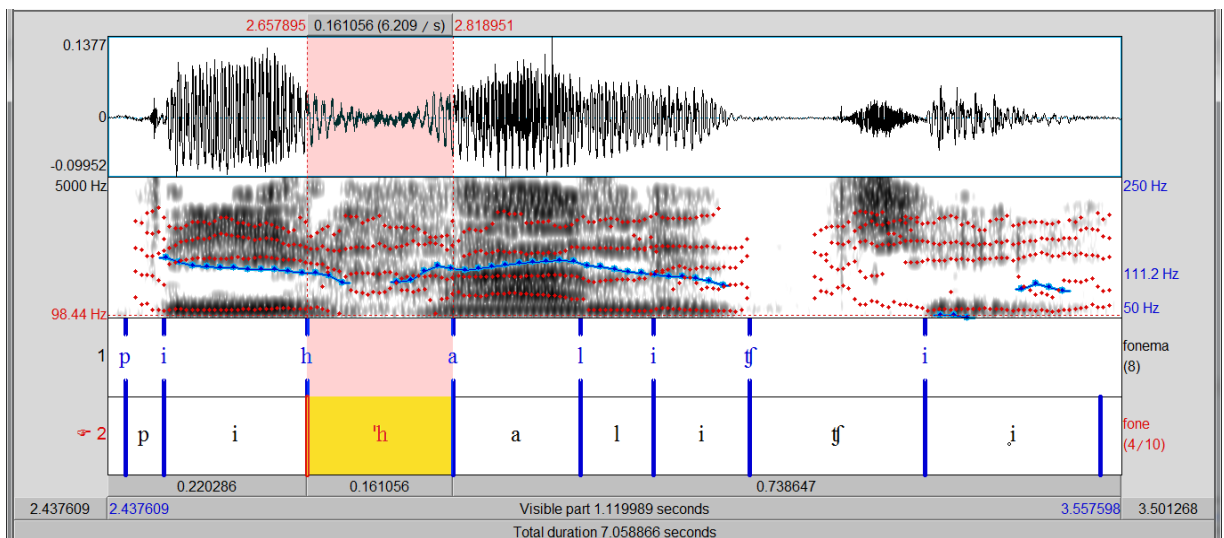 2.657895 0.161056 (6.209 / s) 2.818951
0.1377
0
-0.09952
5000 Hz 250 Hz
111.2 Hz
98.44 Hz 50 Hz
1 p i h a l i ʧ i fonema (8)
☞ 2 p i ˈh a l i ʧ i̥ fone (4/10)
0.220286 0.161056 0.738647
2.437609 2.437609 Visible part 1.119989 seconds 3.557598 3.501268
Total duration 7.058866 seconds